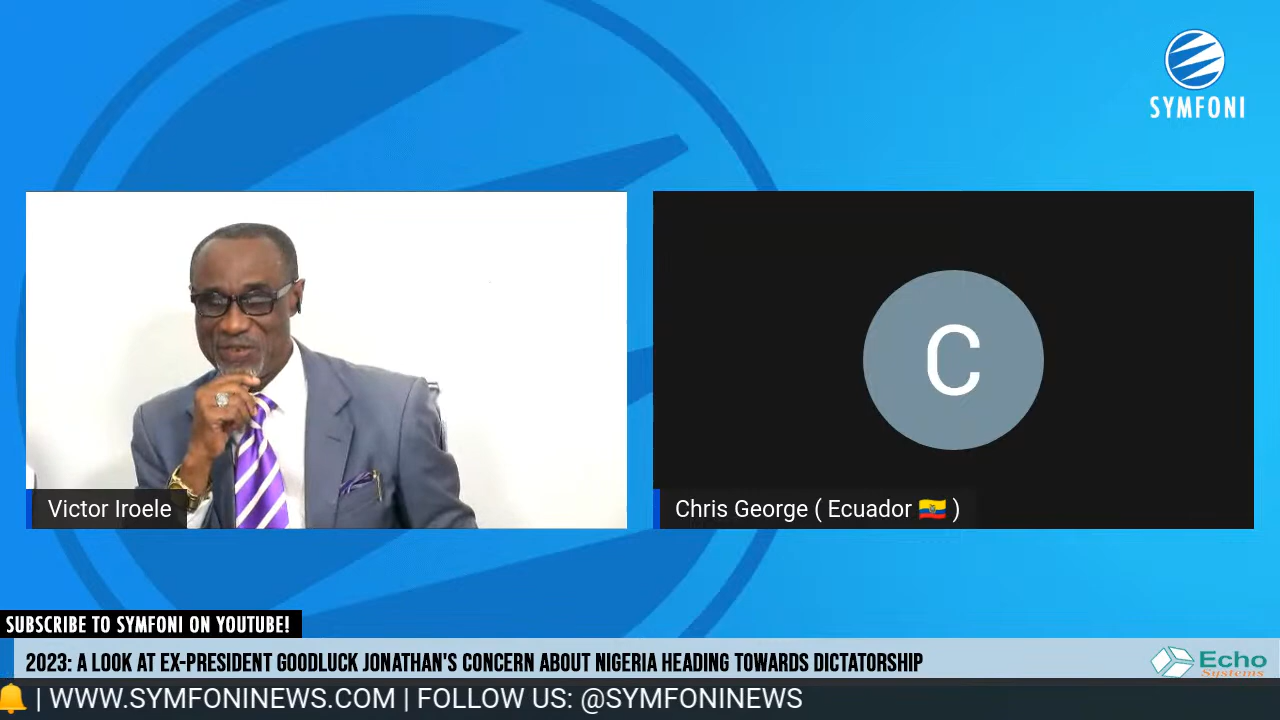 SYMFONI
C
Victor Iroele
Chris George ( Ecuador 🇪🇨 )
SUBSCRIBE TO SYMFONI ON YOUTUBE!
2023: A LOOK AT EX-PRESIDENT GOODLUCK JONATHAN'S CONCERN ABOUT NIGERIA HEADING TOWARDS DICTATORSHIP
Echo
Systems
🔔 | WWW.SYMFONINEWS.COM | FOLLOW US: @SYMFONINEWS